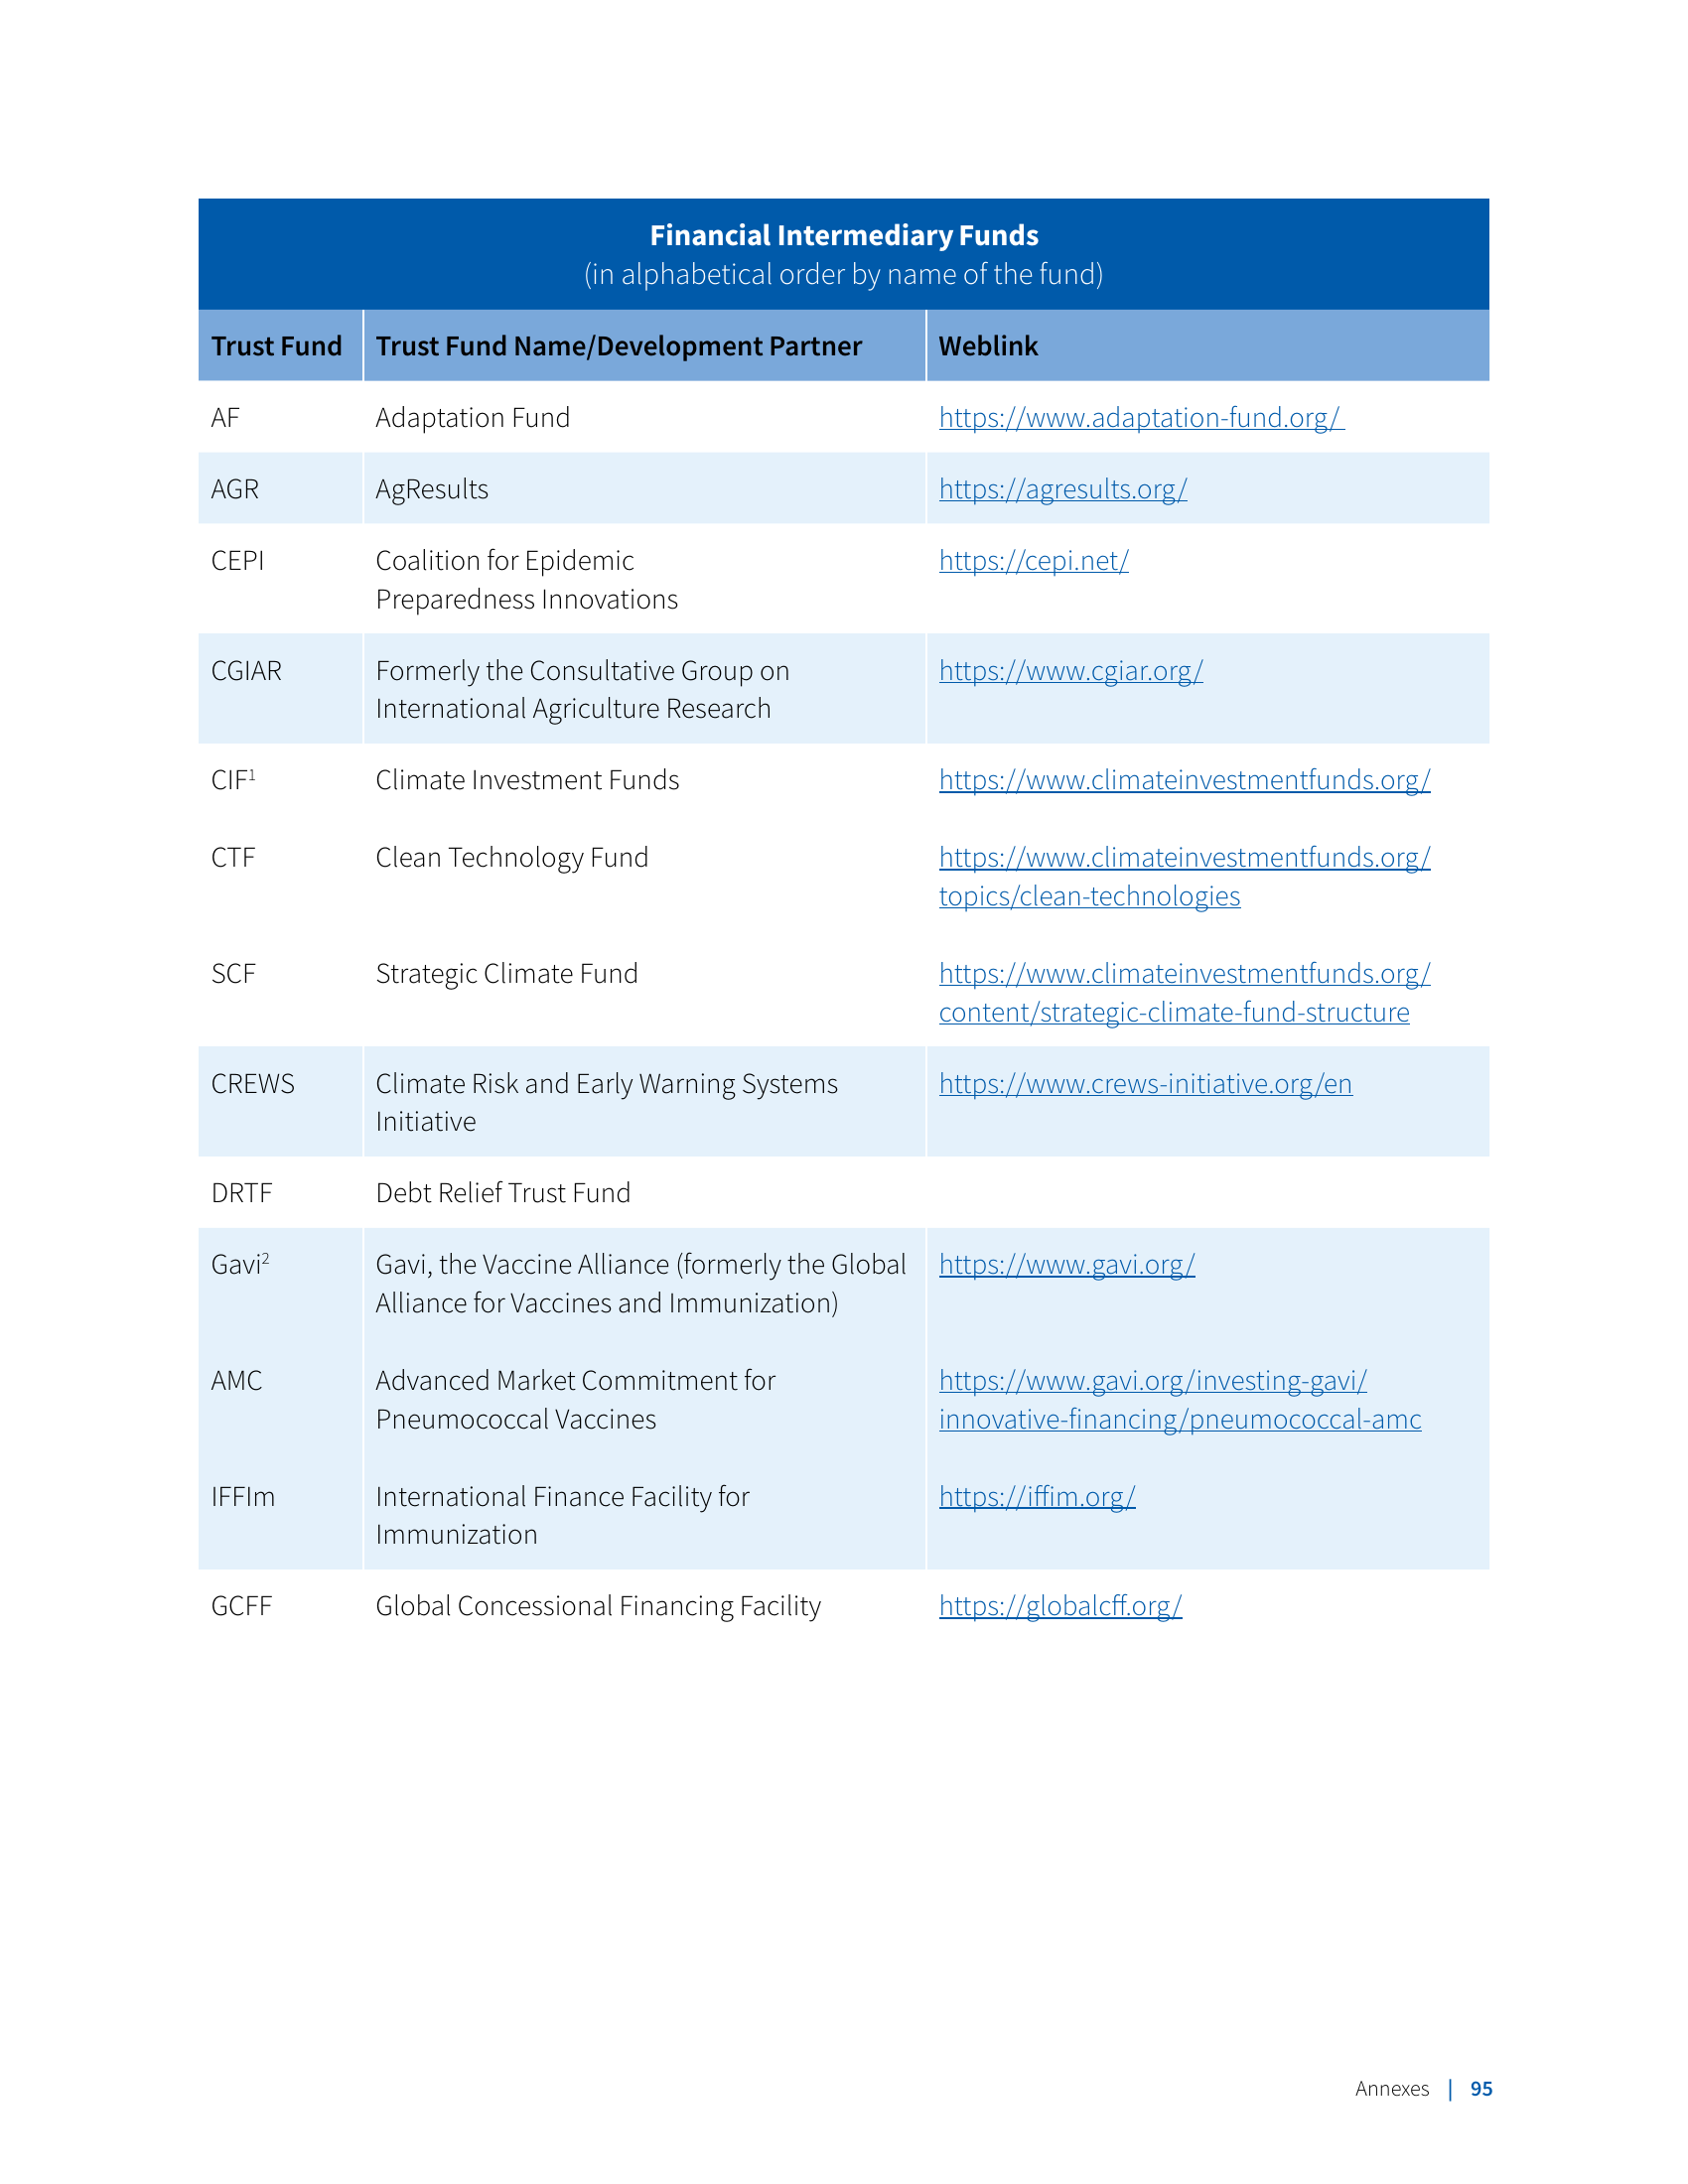 Financial Intermediary Funds
(in alphabetical order by name of the fund)
Trust Fund Trust Fund Name/Development Partner Weblink
AF Adaptation Fund https://www.adaptation-fund.org/
AGR AgResults https://agresults.org/
CEPI Coalition for Epidemic https://cepi.net/
Preparedness Innovations
CGIAR Formerly the Consultative Group on https://www.cgiar.org/
International Agriculture Research
CIF¹ Climate Investment Funds https://www.climateinvestmentfunds.org/
CTF Clean Technology Fund https://www.climateinvestmentfunds.org/
topics/clean-technologies
SCF Strategic Climate Fund https://www.climateinvestmentfunds.org/
content/strategic-climate-fund-structure
CREWS Climate Risk and Early Warning Systems https://www.crews-initiative.org/en
Initiative
DRTF Debt Relief Trust Fund
Gavi² Gavi, the Vaccine Alliance (formerly the Global https://www.gavi.org/
Alliance for Vaccines and Immunization)
AMC Advanced Market Commitment for https://www.gavi.org/investing-gavi/
Pneumococcal Vaccines innovative-financing/pneumococcal-amc
IFFIm International Finance Facility for https://iffim.org/
Immunization
GCFF Global Concessional Financing Facility https://globalcff.org/
Annexes | 95